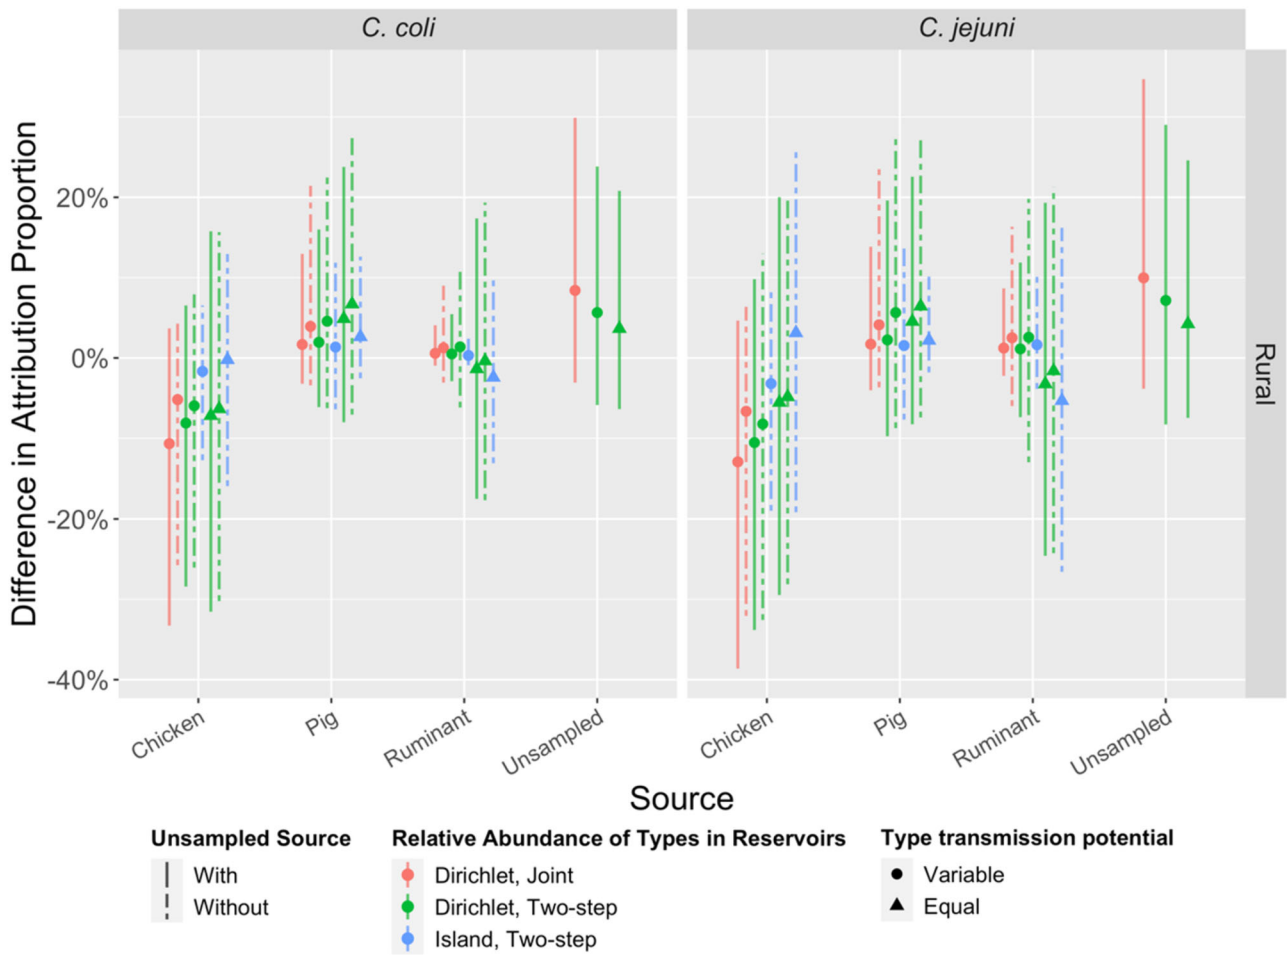 C. coli
C. jejuni
Difference in Attribution Proportion
20%
0%
-20%
-40%
Rural
Chicken
Pig
Ruminant
Unsampled
Chicken
Pig
Ruminant
Unsampled
Source
Unsampled Source
With
Without
Relative Abundance of Types in Reservoirs
Dirichlet, Joint
Dirichlet, Two-step
Island, Two-step
Type transmission potential
Variable
Equal